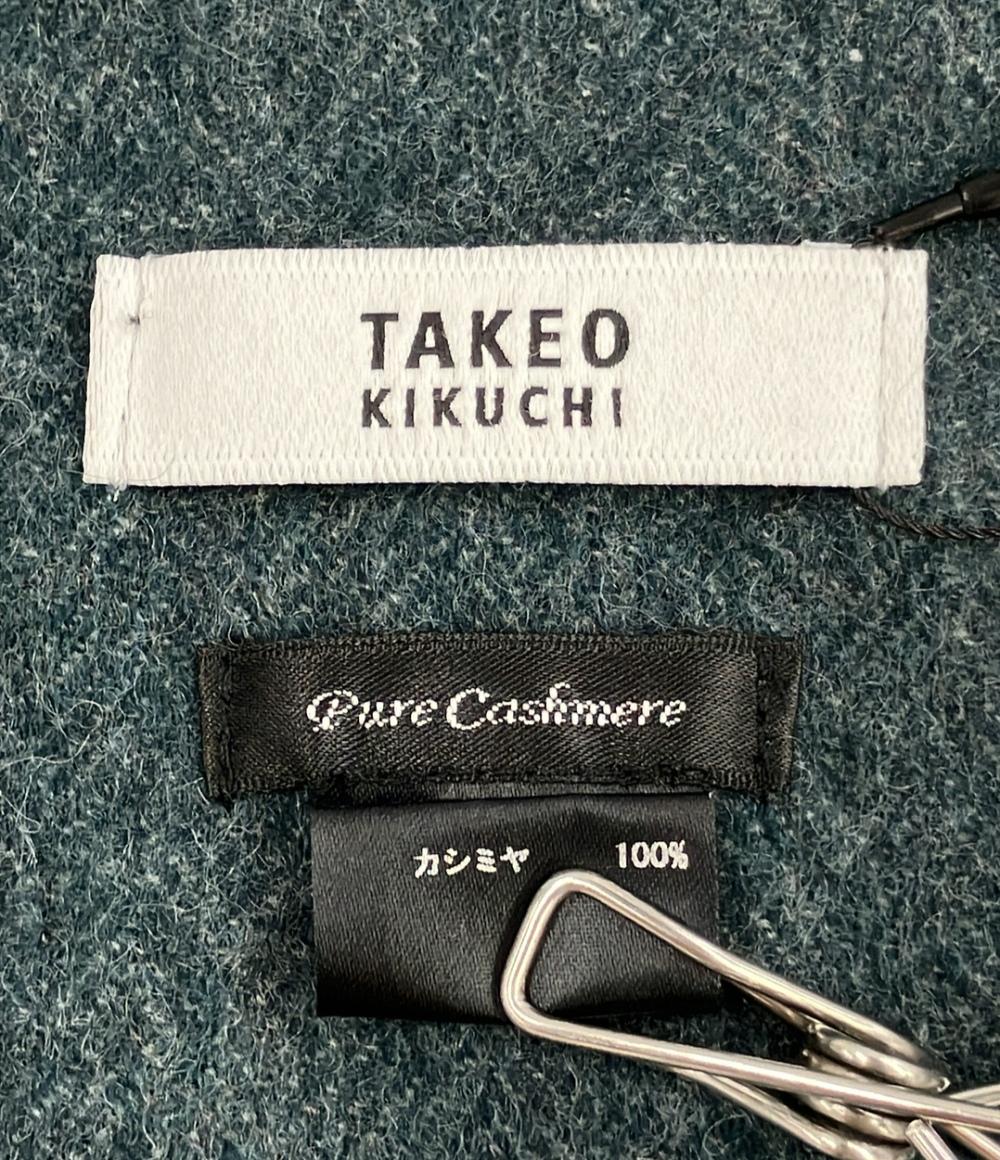 TAKEO
KIKUCHI
Pure Cashmere
カシミヤ 100%